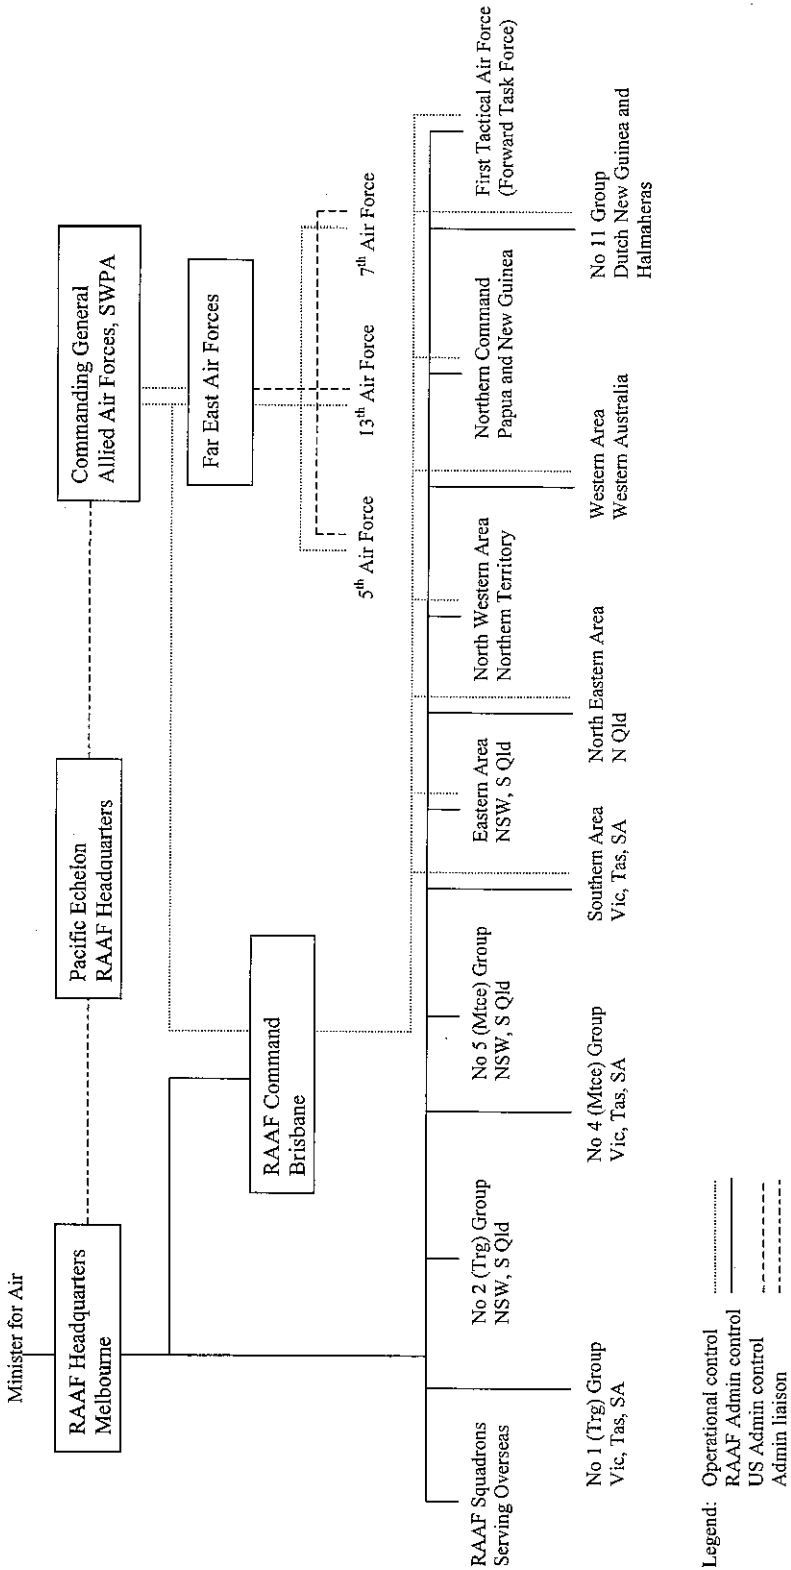 Minister for Air
RAAF Headquarters
Melbourne
Pacific Echelon
RAAF Headquarters
Commanding General
Allied Air Forces, SWPA
RAAF Command
Brisbane
Far East Air Forces
5th Air Force
13th Air Force
7th Air Force
RAAF Squadrons
Serving Overseas
No 2 (Trg) Group
NSW, S Qld
No 5 (Mtce) Group
NSW, S Qld
Eastern Area
NSW, S Qld
North Western Area
Northern Territory
Northern Command
Papua and New Guinea
First Tactical Air Force
(Forward Task Force)
No 1 (Trg) Group
Vic, Tas, SA
No 4 (Mtce) Group
Vic, Tas, SA
Southern Area
Vic, Tas, SA
North Eastern Area
N Qld
Western Area
Western Australia
No 11 Group
Dutch New Guinea and
Halmaheras
Legend: Operational control
RAAF Admin control
US Admin control
Admin liaison